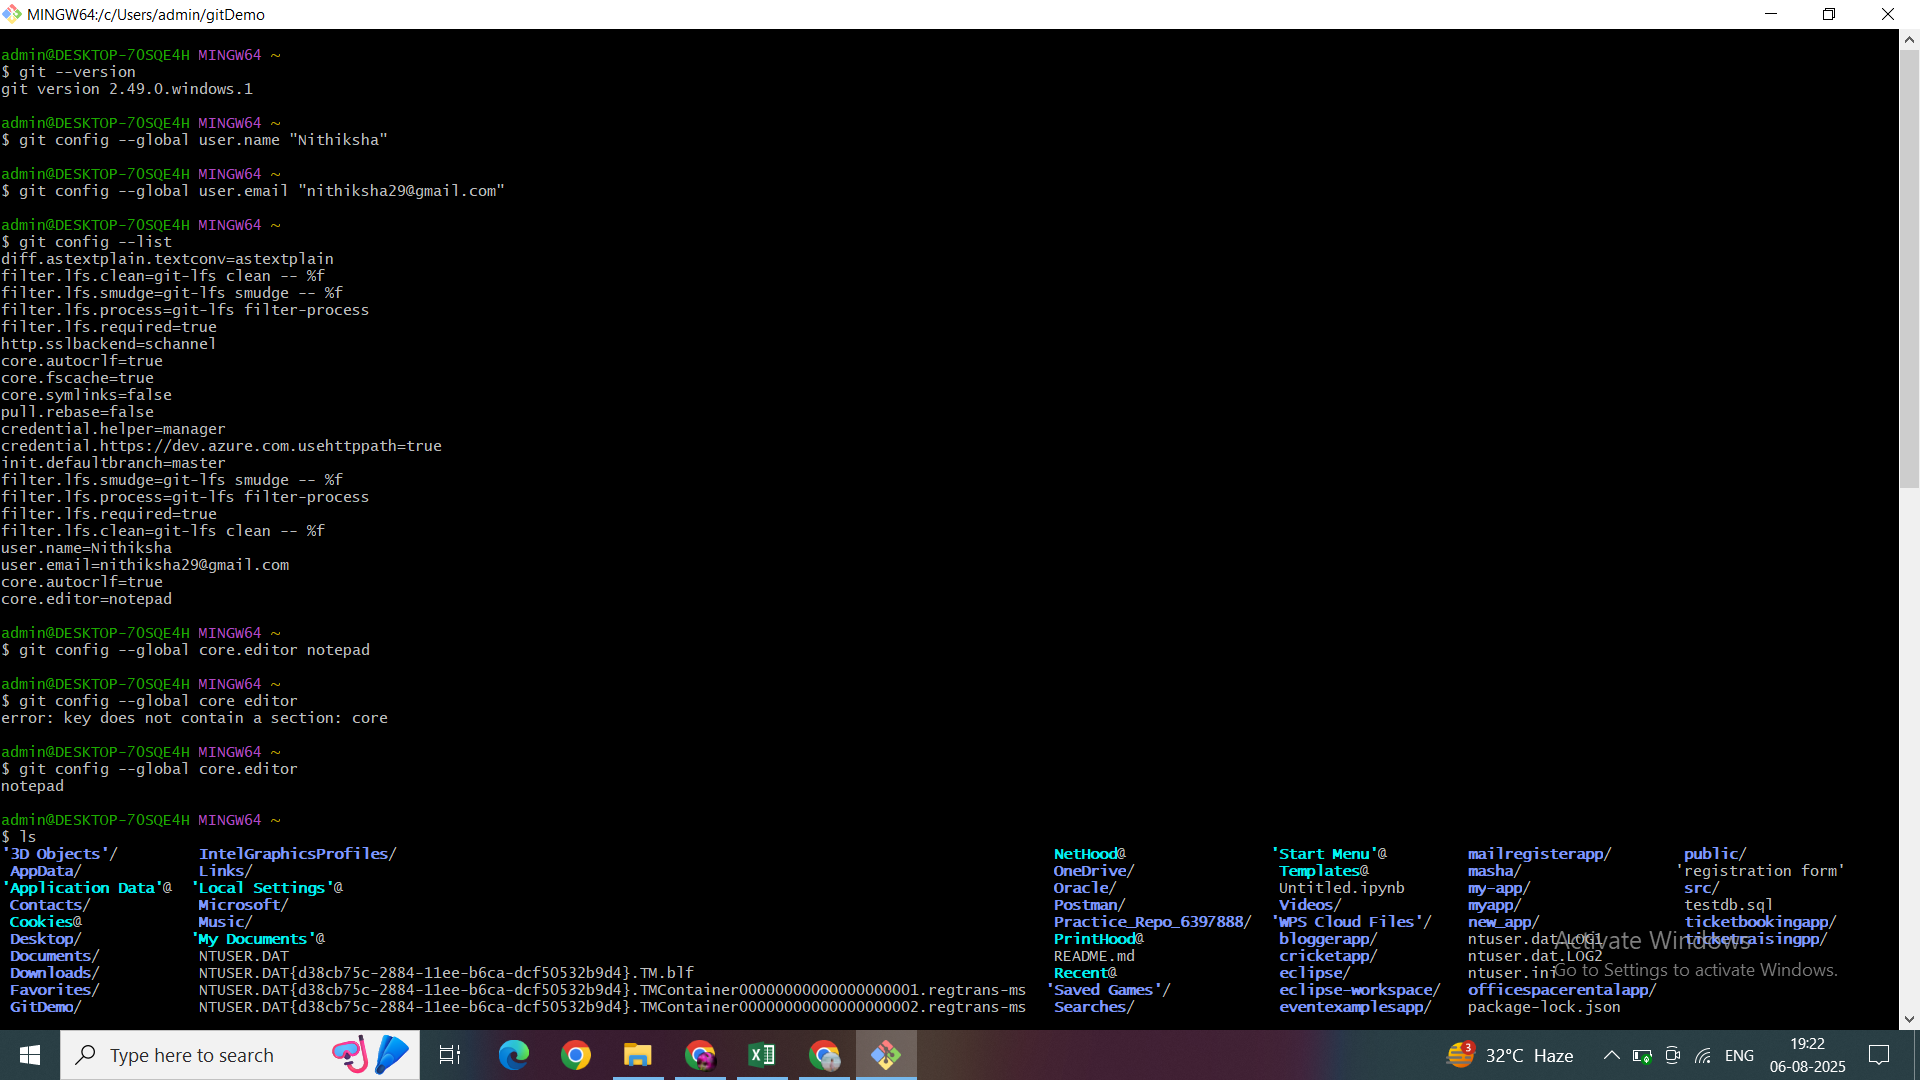 MINGW64:/c/Users/admin/gitDemo
admin@DESKTOP-7OSQE4H MINGW64 ~
$ git --version
git version 2.49.0.windows.1
admin@DESKTOP-7OSQE4H MINGW64 ~
$ git config --global user.name "Nithiksha"
admin@DESKTOP-7OSQE4H MINGW64 ~
$ git config --global user.email "nithiksha29@gmail.com"
admin@DESKTOP-7OSQE4H MINGW64 ~
$ git config --list
diff.astextplain.textconv=astextplain
filter.lfs.clean=git-lfs clean -- %f
filter.lfs.smudge=git-lfs smudge -- %f
filter.lfs.process=git-lfs filter-process
filter.lfs.required=true
http.sslbackend=schannel
core.autocrlf=true
core.fscache=true
core.symlinks=false
pull.rebase=false
credential.helper=manager
credential.https://dev.azure.com.usehttppath=true
init.defaultbranch=master
filter.lfs.smudge=git-lfs smudge -- %f
filter.lfs.process=git-lfs filter-process
filter.lfs.required=true
filter.lfs.clean=git-lfs clean -- %f
user.name=Nithiksha
user.email=nithiksha29@gmail.com
core.autocrlf=true
core.editor=notepad
admin@DESKTOP-7OSQE4H MINGW64 ~
$ git config --global core.editor notepad
admin@DESKTOP-7OSQE4H MINGW64 ~
$ git config --global core editor
error: key does not contain a section: core
admin@DESKTOP-7OSQE4H MINGW64 ~
$ git config --global core.editor
notepad
admin@DESKTOP-7OSQE4H MINGW64 ~
$ ls
'3D Objects'/ IntelGraphicsProfiles/ NetHood@ 'Start Menu'@ mailregisterapp/ public/
AppData/ Links/ OneDrive/ Templates@ masha/ 'registration form'
'Application Data'@ 'Local Settings'@ Oracle/ Untitled.ipynb my-app/ src/
Contacts/ Microsoft/ Postman/ Videos/ myapp/ testdb.sql
Cookies@ Music/ Practice_Repo_6397888/ 'WPS Cloud Files'/ new_app/ ticketbookingapp/
Desktop/ 'My Documents'@ PrintHood@ bloggerapp/ ntuser.dat.LOG1 ticketraisingpp/
Documents/ NTUSER.DAT README.md cricketapp/ ntuser.dat.LOG2
Downloads/ NTUSER.DAT{d38cb75c-2884-11ee-b6ca-dcf50532b9d4}.TM.blf Recent@ eclipse/ ntuser.ini
Favorites/ NTUSER.DAT{d38cb75c-2884-11ee-b6ca-dcf50532b9d4}.TMContainer00000000000000000001.regtrans-ms 'Saved Games'/ eclipse-workspace/ officespacerentalapp/
GitDemo/ NTUSER.DAT{d38cb75c-2884-11ee-b6ca-dcf50532b9d4}.TMContainer00000000000000000002.regtrans-ms Searches/ eventexamplesapp/ package-lock.json
Activate Windows
Go to Settings to activate Windows.
Type here to search
3
32°C Haze
ENG
19:22
06-08-2025